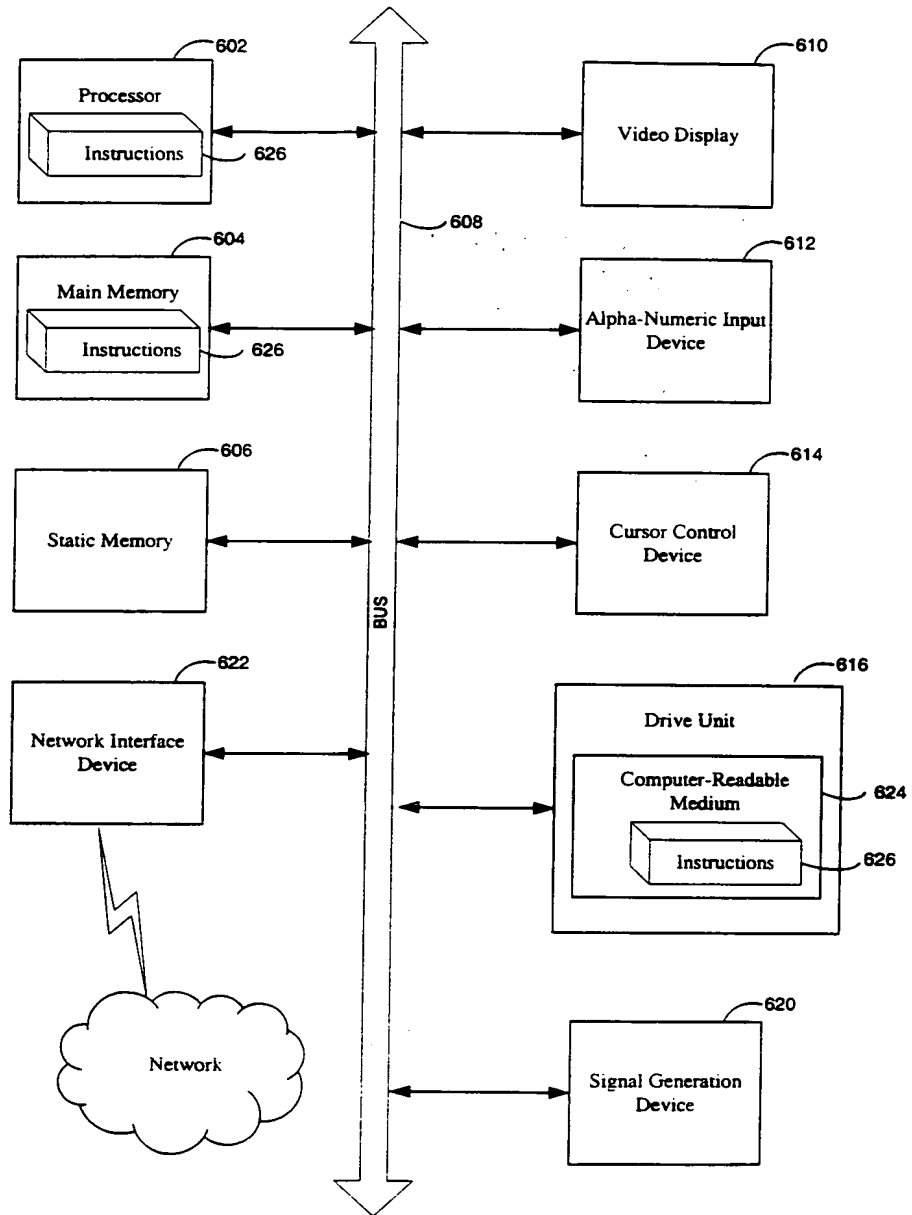 602
Processor
Instructions
626
604
Main Memory
Instructions
626
606
Static Memory
622
Network Interface
Device
Network
BUS
608
610
Video Display
612
Alpha-Numeric Input
Device
614
Cursor Control
Device
616
Drive Unit
Computer-Readable
Medium
624
Instructions
626
620
Signal Generation
Device